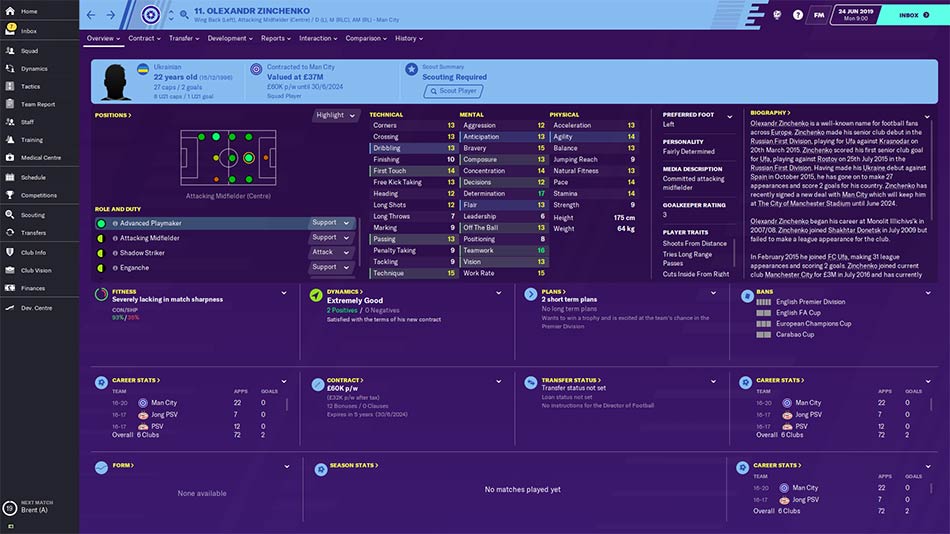 Home
11. OLEXANDR ZINCHENKO
Wing Back (Left), Attacking Midfielder (Centre) / D (L), M (RLC), AM (RL) - Man City
FM
24 JUN 2019
Mon 9:00
INBOX
7
Inbox
Squad
Dynamics
Tactics
Team Report
Staff
Training
Medical Centre
Schedule
Competitions
Scouting
Transfers
Club Info
Club Vision
Finances
Dev. Centre
NEXT MATCH
19
Brent (A)
Overview
Contract
Transfer
Development
Reports
Interaction
Comparison
History
Ukrainian
22 years old (15/12/1996)
27 caps / 2 goals
8 U21 caps / 1 U21 goal
Contracted to Man City
Valued at £37M
£60K p/w until 30/6/2024
Squad Player
Scout Summary
Scouting Required
Scout Player
POSITIONS
Highlight
Attacking Midfielder (Centre)
ROLE AND DUTY
Advanced Playmaker Support
Attacking Midfielder Support
Shadow Striker Attack
Enganche Support
TECHNICAL
Corners 13
Crossing 13
Dribbling 13
Finishing 10
First Touch 14
Free Kick Taking 13
Heading 9
Long Shots 12
Long Throws 7
Marking 9
Passing 13
Penalty Taking 9
Tackling 9
Technique 15
MENTAL
Aggression 12
Anticipation 13
Bravery 15
Composure 13
Concentration 14
Decisions 12
Determination 17
Flair 13
Leadership 6
Off The Ball 13
Positioning 8
Teamwork 16
Vision 13
Work Rate 15
PHYSICAL
Acceleration 13
Agility 14
Balance 13
Jumping Reach 9
Natural Fitness 13
Pace 14
Stamina 14
Strength 9
Height 175 cm
Weight 64 kg
PREFERRED FOOT
Left
PERSONALITY
Fairly Determined
MEDIA DESCRIPTION
Committed attacking
midfielder
GOALKEEPER RATING
3
PLAYER TRAITS
Shoots From Distance
Tries Long Range
Passes
Cuts Inside From Right
BIOGRAPHY
Olexandr Zinchenko is a well-known name for football fans
across Europe. Zinchenko made his senior club debut in the
Russian First Division, playing for Ufa against Krasnodar on
20th March 2015. Zinchenko scored his first senior club goal
for Ufa, playing against Rostov on 25th July 2015 in the
Russian First Division. Having made his Ukraine debut against
Spain in October 2015, he has gone on to make 27
appearances and score 2 goals for his country. Zinchenko has
recently signed a new deal with Man City which will keep him
at The City of Manchester Stadium until June 2024.
Olexandr Zinchenko began his career at Monolit Illichivs'k in
2007/08. Zinchenko joined Shakhtar Donetsk in July 2009 but
failed to make a league appearance for the club.
In February 2015 he joined FC Ufa, making 31 league
appearances and scoring 2 goals. Zinchenko joined current
club Manchester City for £3M in July 2016 and has currently
FITNESS
Severely lacking in match sharpness
CON/SHP
93% / 35%
DYNAMICS
Extremely Good
2 Positives / 0 Negatives
Satisfied with the terms of his new contract
PLANS
2 short term plans
No long term plans
Wants to win a trophy and is excited at the team's chance in the
Premier Division
BANS
English Premier Division
English FA Cup
European Champions Cup
Carabao Cup
CAREER STATS
TEAM APPS GOALS
16-20 Man City 22 0
16-17 Jong PSV 7 0
16-17 PSV 12 0
Overall 6 Clubs 72 2
CONTRACT
£60K p/w
(£32K p/w after tax)
12 Bonuses / 0 Clauses
Expires in 5 years (30/6/2024)
TRANSFER STATUS
Transfer status not set
Loan status not set
No instructions for the Director of Football
CAREER STATS
TEAM APPS GOALS
16-20 Man City 22 0
16-17 Jong PSV 7 0
16-17 PSV 12 0
Overall 6 Clubs 72 2
FORM
None available
SEASON STATS
No matches played yet
CAREER STATS
TEAM APPS GOALS
16-20 Man City 22 0
16-17 Jong PSV 7 0
Overall 6 Clubs 72 2